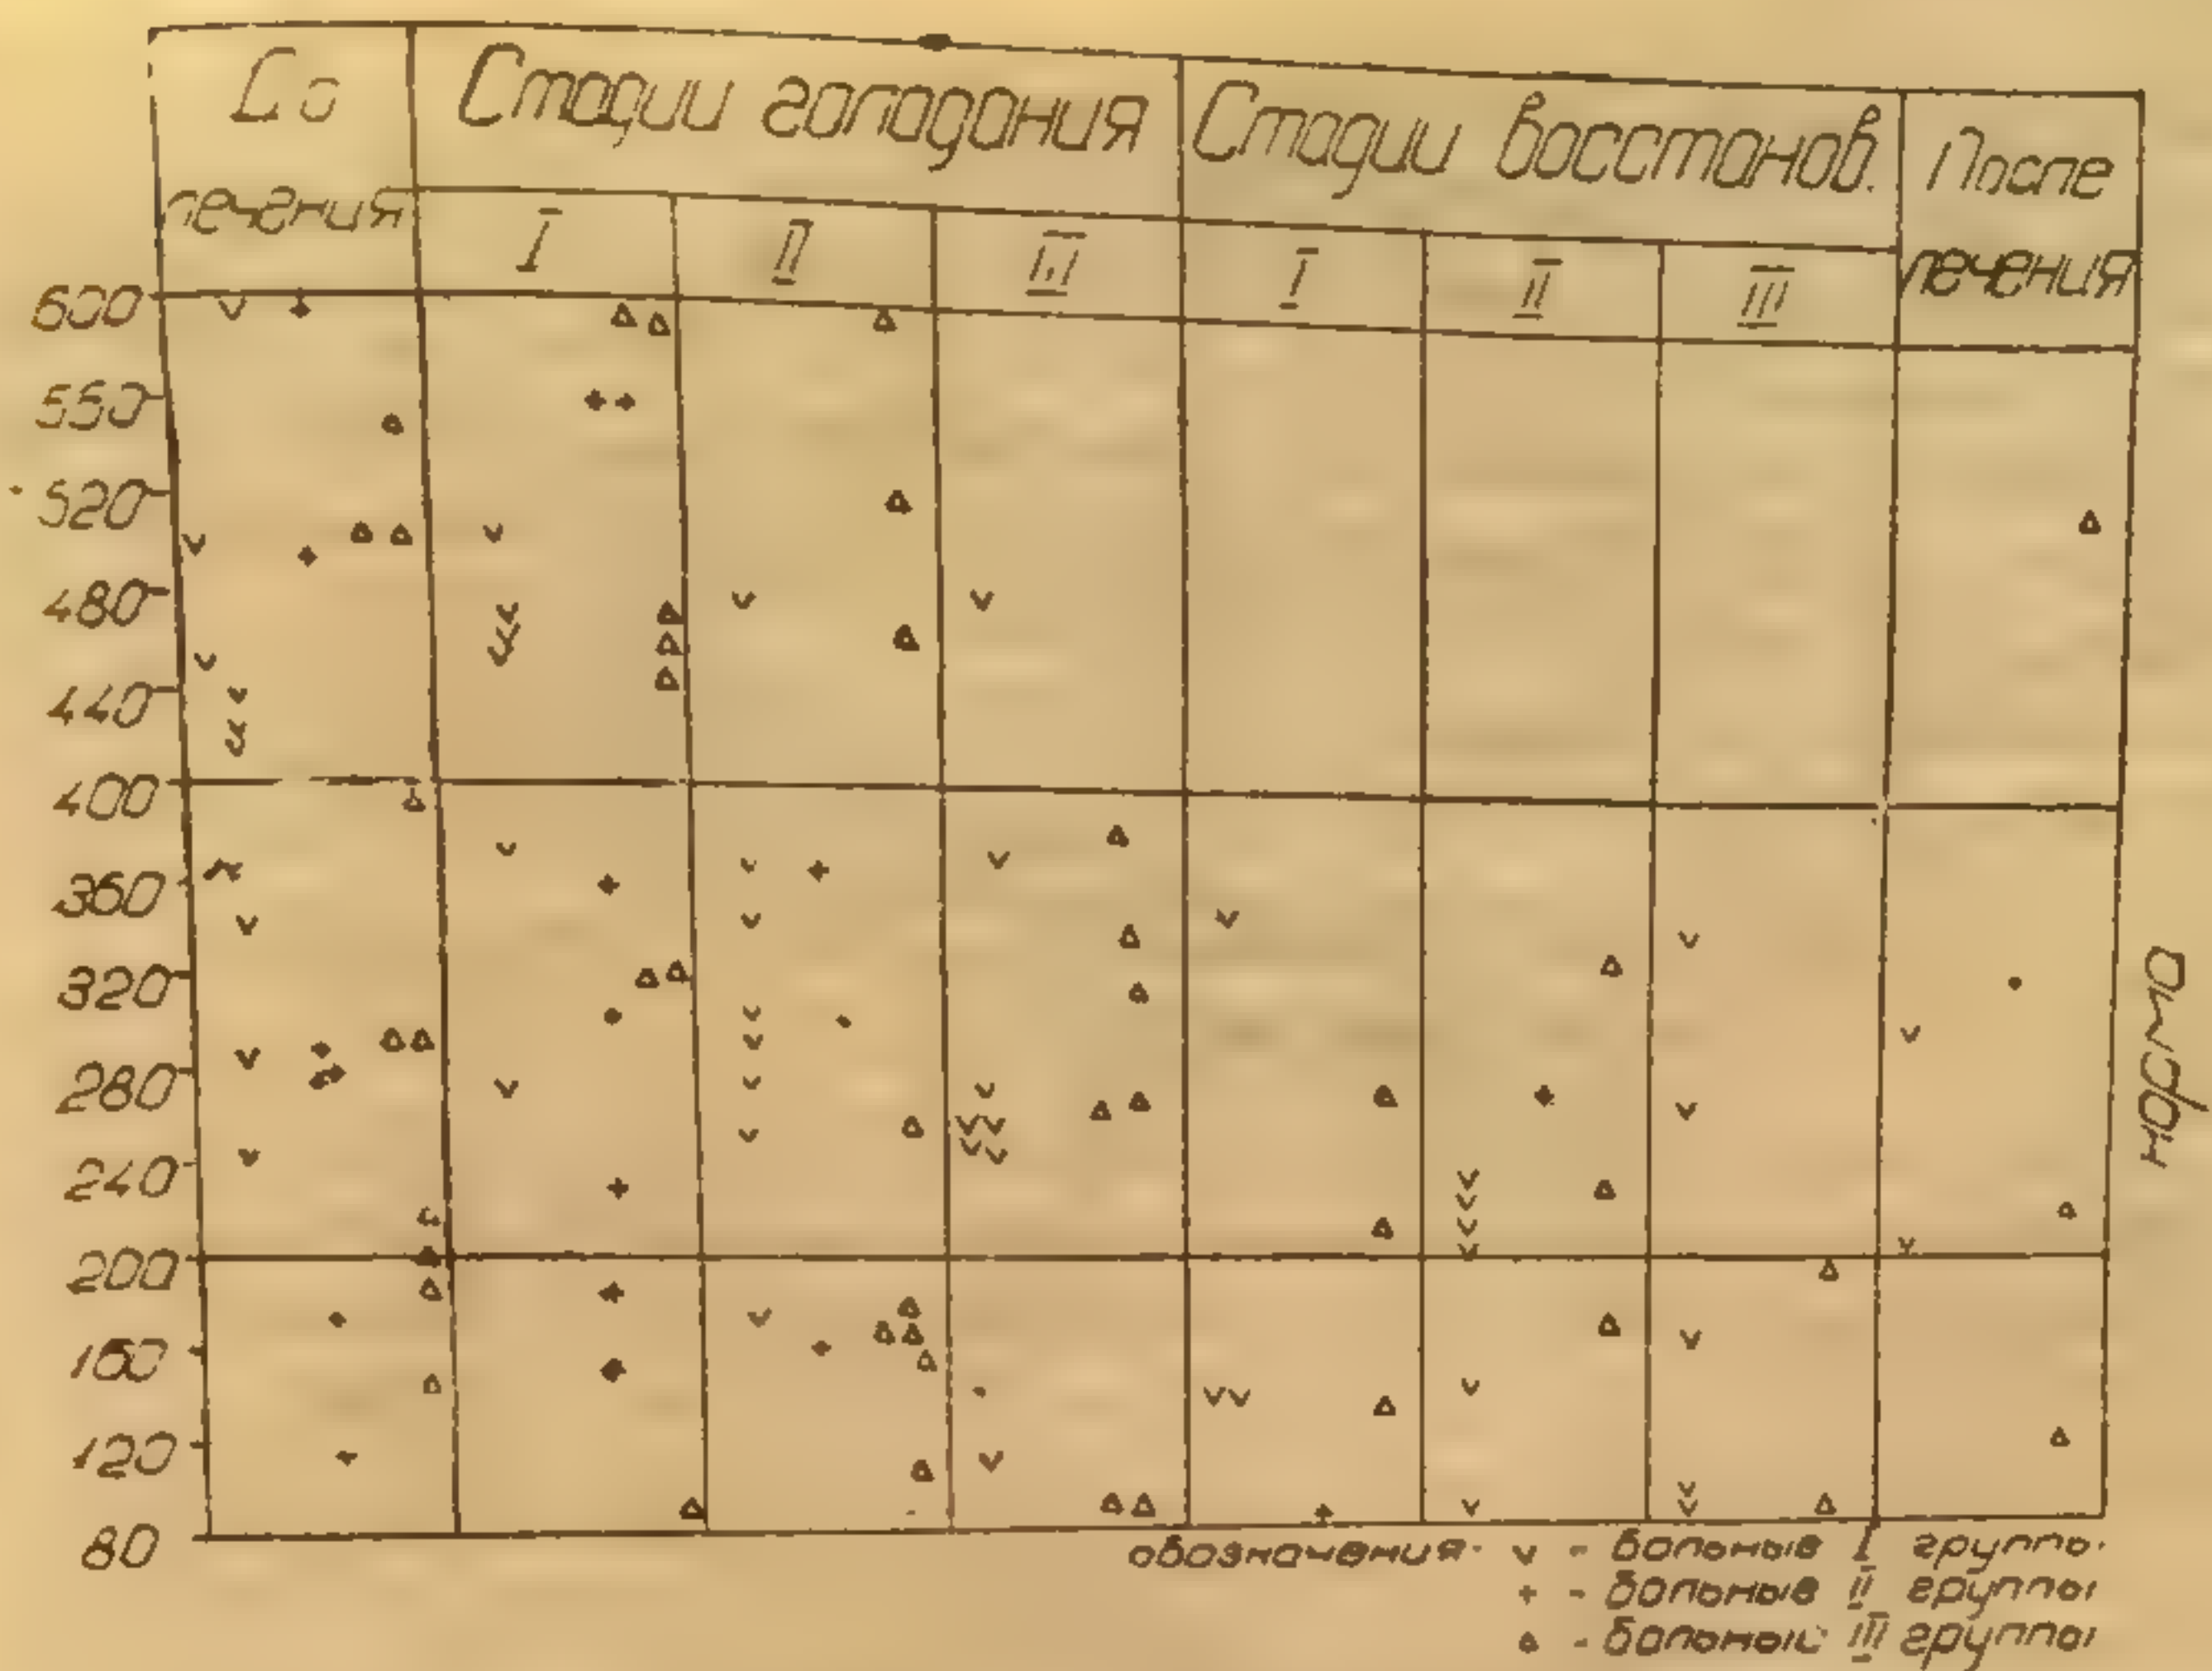 До Стадии голодания Стадии восстанов. После
лечения I II III I II III лечения
600
550
520
480
440
400
360
320
280
240
200
160
120
80
норма
обозначения: v - больные I группы.
+ - больные II группы
Δ - больные III группы